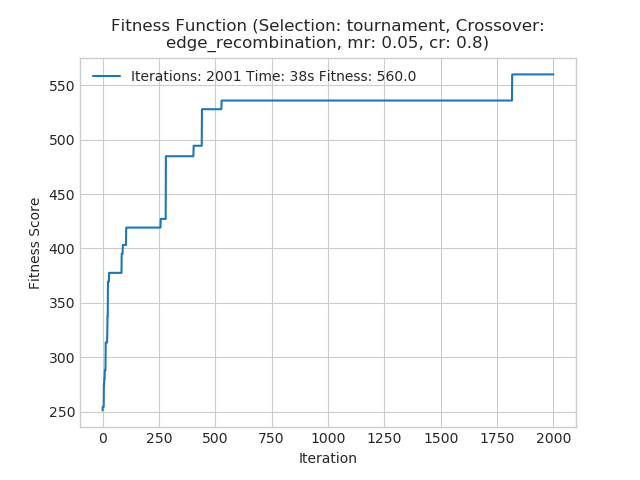 Fitness Function (Selection: tournament, Crossover:
edge_recombination, mr: 0.05, cr: 0.8)
Iterations: 2001 Time: 38s Fitness: 560.0
550
500
450
400
350
300
250
Fitness Score
0 250 500 750 1000 1250 1500 1750 2000
Iteration